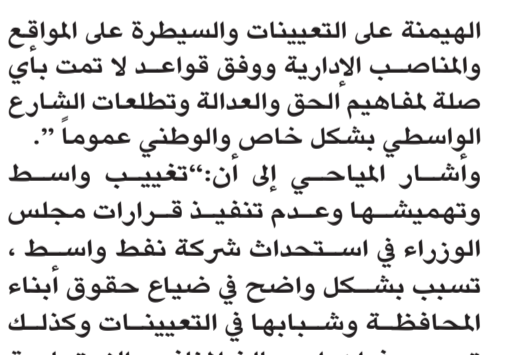 الهيمنة على التعيينات والسيطرة على المواقع
والمناصب الإدارية ووفق قواعد لا تمت بأي
صلة لمفاهيم الحق والعدالة وتطلعات الشارع
الواسطي بشكل خاص والوطني عموماً ”.
وأشار المياحي إلى أن:“تغييب واسط
وتهميشها وعدم تنفيذ قرارات مجلس
الوزراء في استحداث شركة نفط واسط ،
تسبب بشكل واضح في ضياع حقوق أبناء
المحافظة وشبابها في التعيينات وكذلك